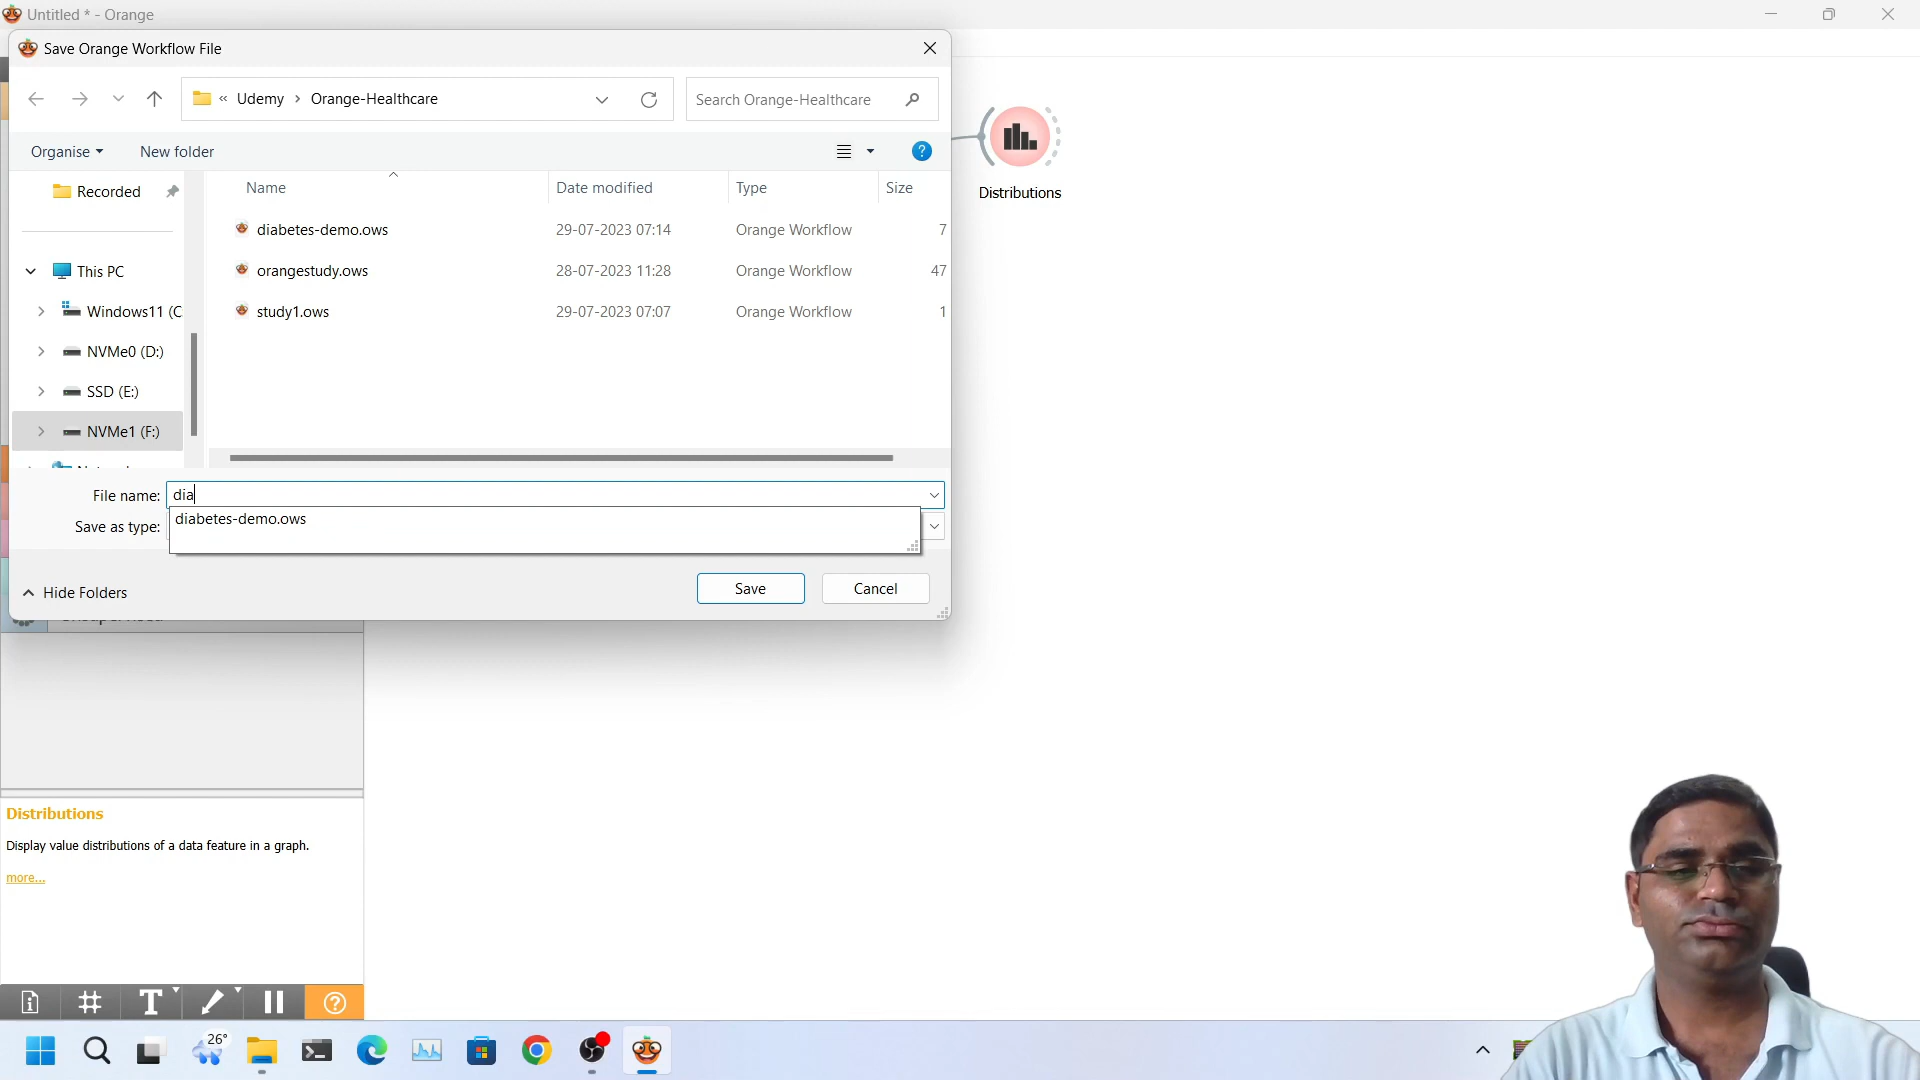 Untitled * - Orange
Save Orange Workflow File
« Udemy › Orange-Healthcare
Search Orange-Healthcare
Organise
New folder
Recorded
This PC
Windows11 (C
NVMe0 (D:)
SSD (E:)
NVMe1 (F:)
Name Date modified Type Size
diabetes-demo.ows 29-07-2023 07:14 Orange Workflow 7
orangestudy.ows 28-07-2023 11:28 Orange Workflow 47
study1.ows 29-07-2023 07:07 Orange Workflow 1
File name: dia
diabetes-demo.ows
Save as type:
Hide Folders
Save
Cancel
Distributions
Distributions
Display value distributions of a data feature in a graph.
more...
26°